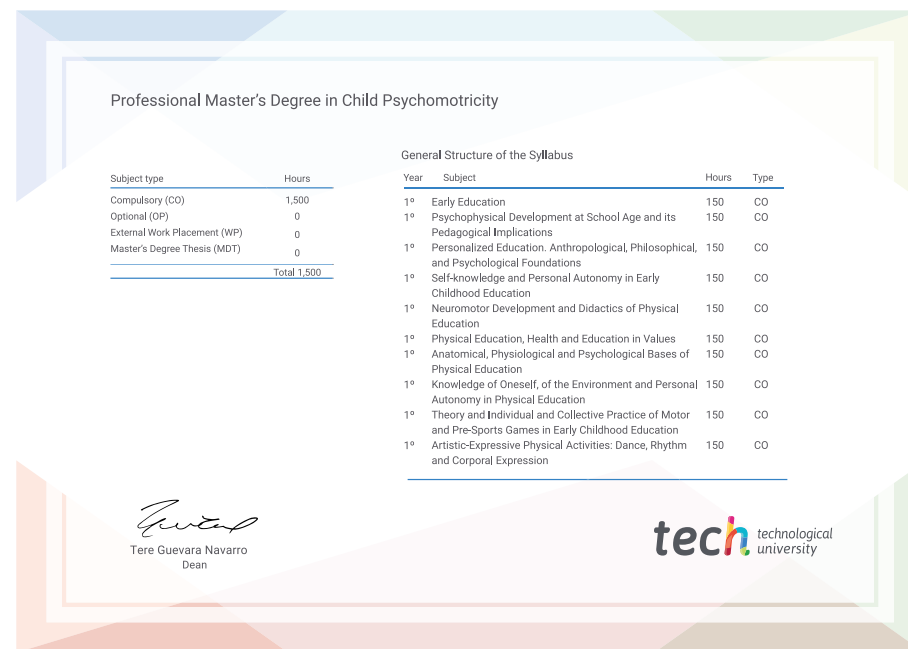 Professional Master's Degree in Child Psychomotricity
Subject type Hours
Compulsory (CO) 1,500
Optional (OP) 0
External Work Placement (WP) 0
Master's Degree Thesis (MDT) 0
Total 1,500
General Structure of the Syllabus
Year Subject Hours Type
1º Early Education 150 CO
1º Psychophysical Development at School Age and its 150 CO
Pedagogical Implications
1º Personalized Education. Anthropological, Philosophical, 150 CO
and Psychological Foundations
1º Self-knowledge and Personal Autonomy in Early 150 CO
Childhood Education
1º Neuromotor Development and Didactics of Physical 150 CO
Education
1º Physical Education, Health and Education in Values 150 CO
1º Anatomical, Physiological and Psychological Bases of 150 CO
Physical Education
1º Knowledge of Oneself, of the Environment and Personal 150 CO
Autonomy in Physical Education
1º Theory and Individual and Collective Practice of Motor 150 CO
and Pre-Sports Games in Early Childhood Education
1º Artistic-Expressive Physical Activities: Dance, Rhythm 150 CO
and Corporal Expression
Tere Guevara Navarro
Dean
tech technological
university